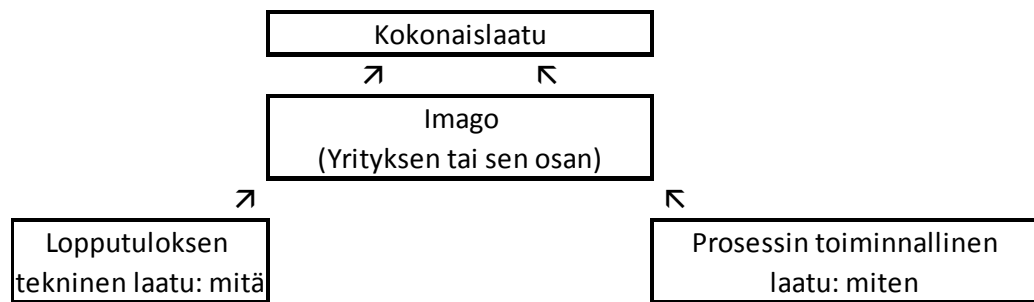 Kokonaislaatu
Imago
(Yrityksen tai sen osan)
Lopputuloksen
tekninen laatu: mitä
Prosessin toiminnallinen
laatu: miten